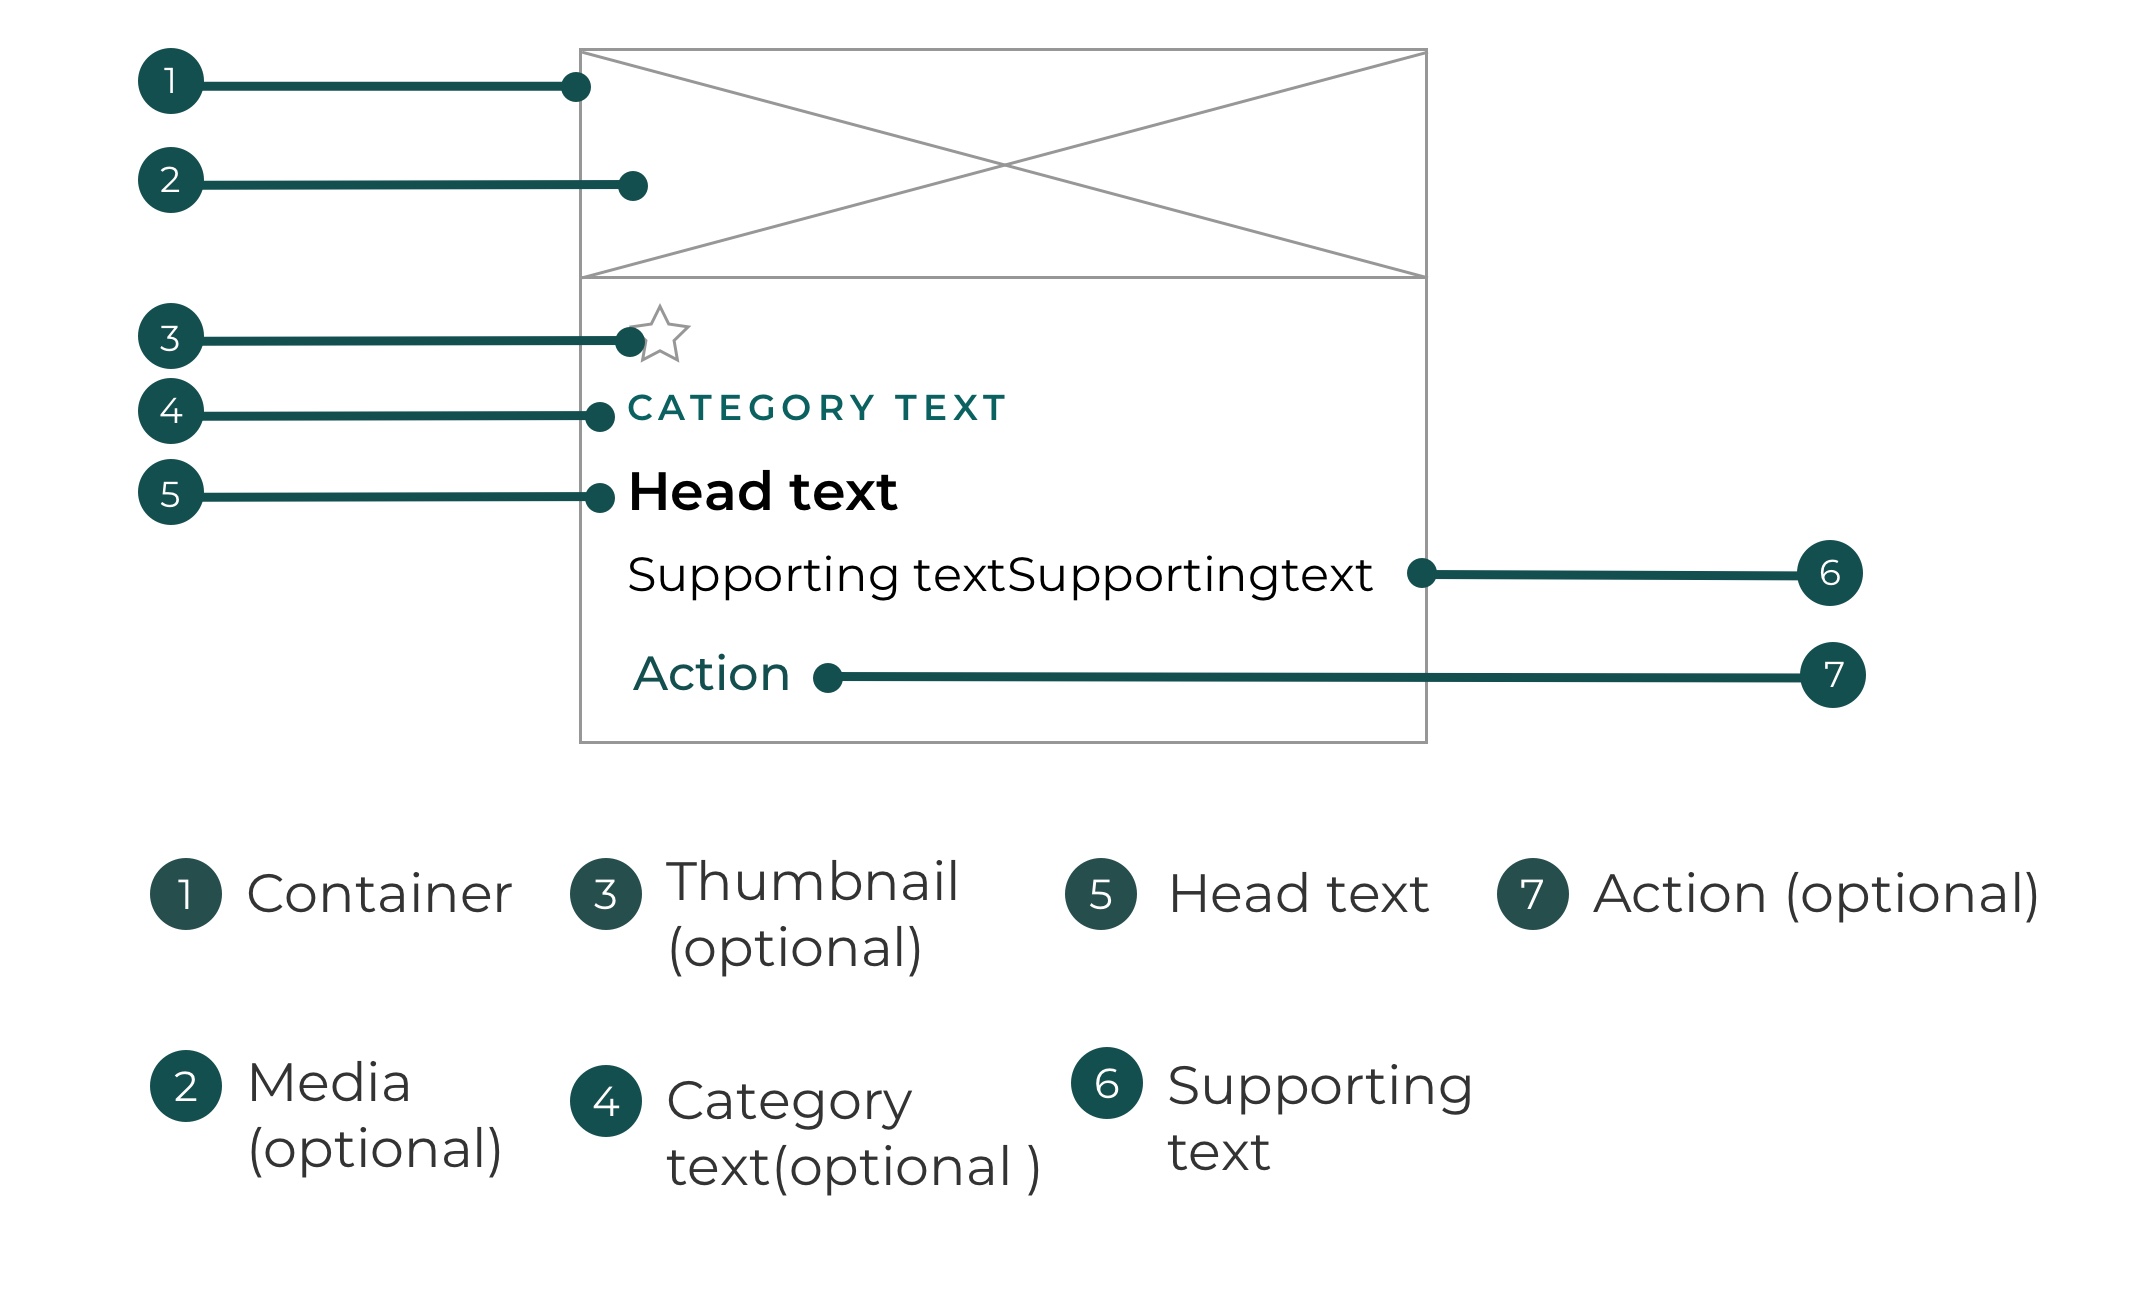 1
2
3
4
CATEGORY TEXT
5
Head text
Supporting textSupportingtext
6
Action
7
1 Container
3 Thumbnail
(optional)
5 Head text
7 Action (optional)
2 Media
(optional)
4 Category
text(optional )
6 Supporting
text